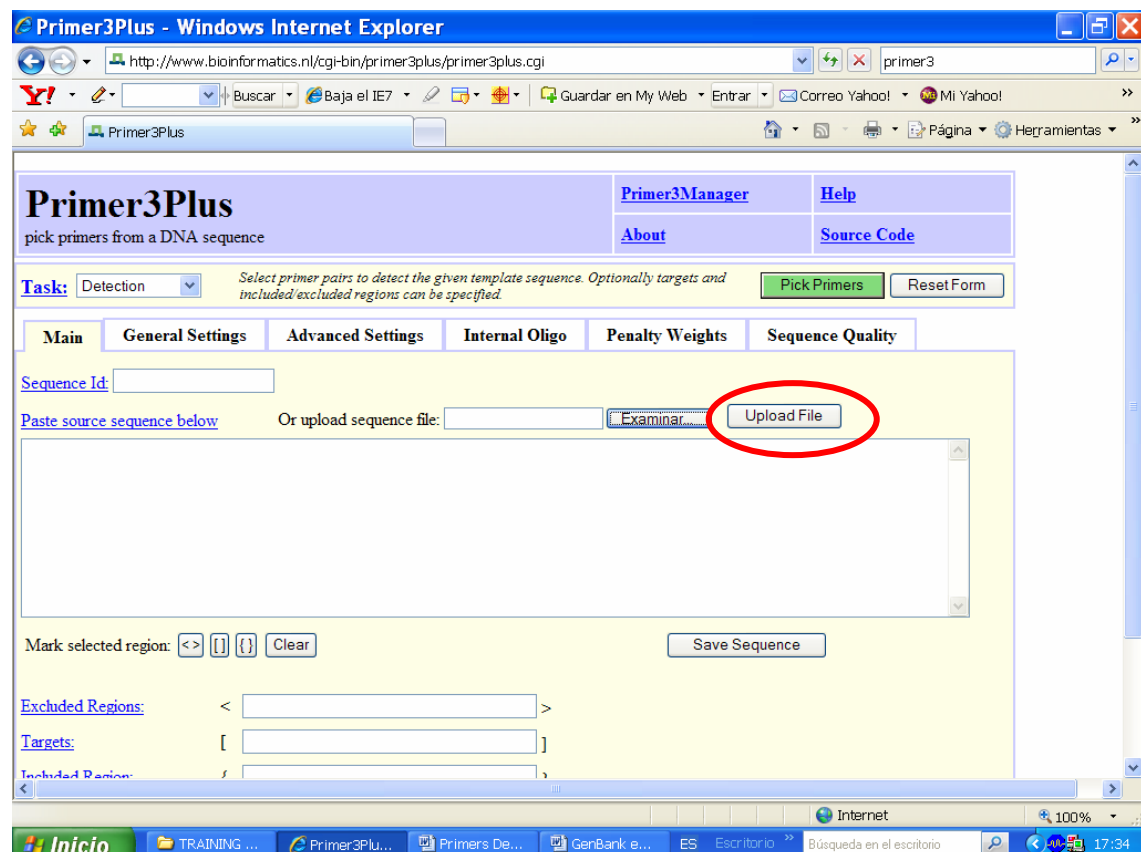 Primer3Plus - Windows Internet Explorer
http://www.bioinformatics.nl/cgi-bin/primer3plus/primer3plus.cgi
primer3
Y! Buscar Baja el IE7 Guardar en My Web Entrar Correo Yahoo! Mi Yahoo! »
Primer3Plus Página Herramientas »
Primer3Plus
pick primers from a DNA sequence
Primer3Manager Help
About Source Code
Task: Detection
Select primer pairs to detect the given template sequence. Optionally targets and
included/excluded regions can be specified.
Pick Primers Reset Form
Main General Settings Advanced Settings Internal Oligo Penalty Weights Sequence Quality
Sequence Id:
Paste source sequence below Or upload sequence file: Examinar... Upload File
Mark selected region: <> [] {} Clear Save Sequence
Excluded Regions: < >
Targets: [ ]
Included Region: { }
Internet 100%
Inicio TRAINING ... Primer3Plu... Primers De... GenBank e... ES Escritorio » Búsqueda en el escritorio 17:34